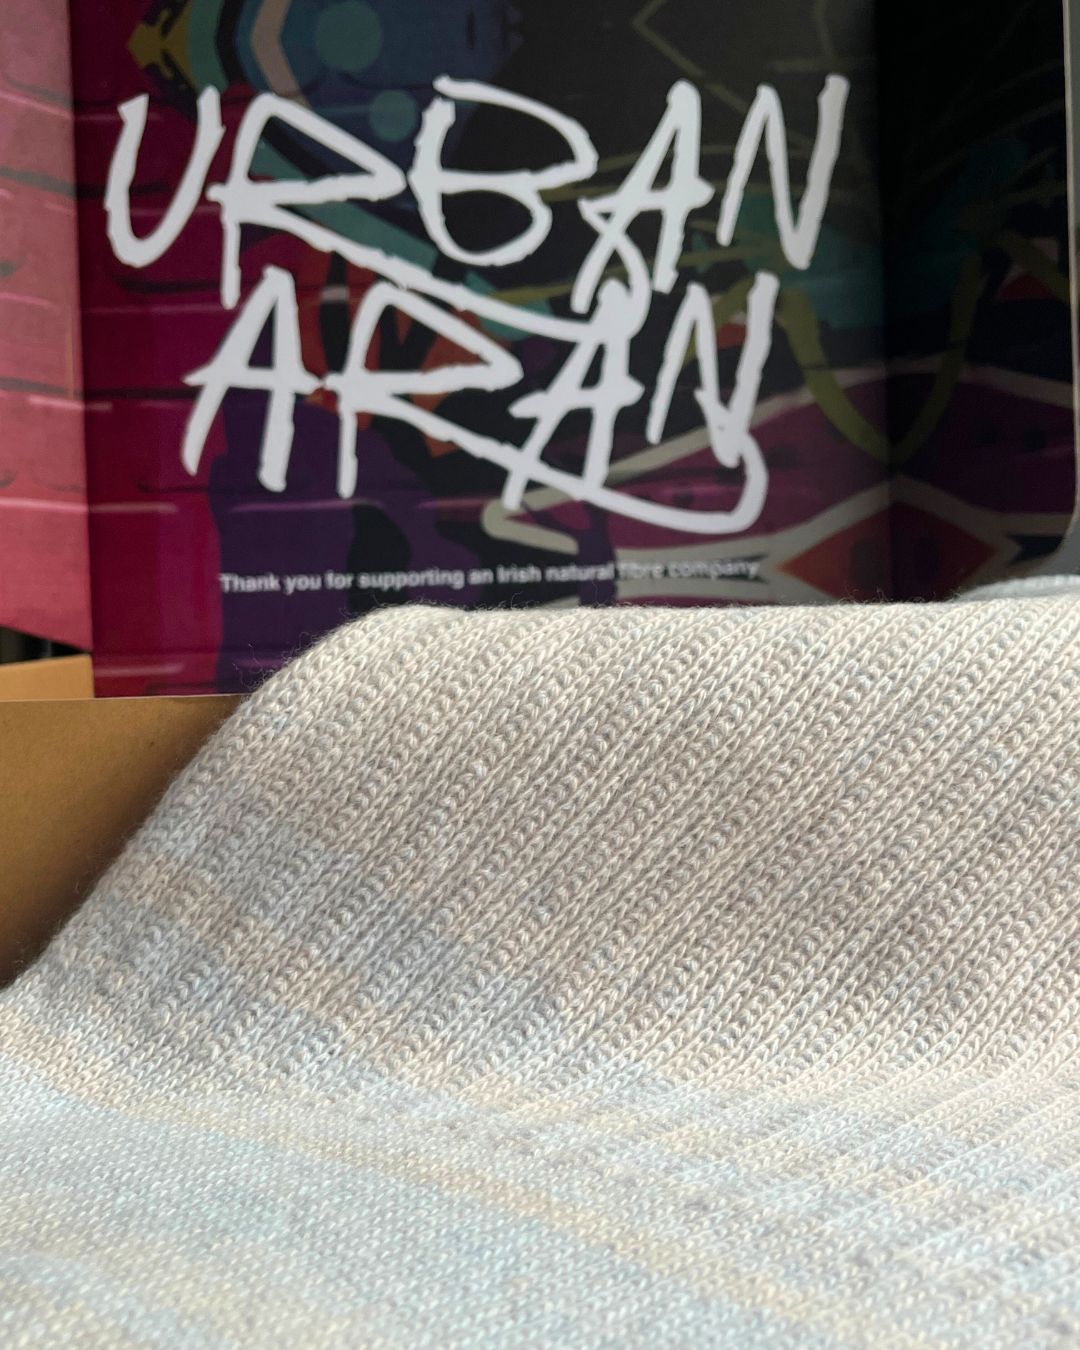 URBAN
ARAN
Thank you for supporting an Irish natural fibre company